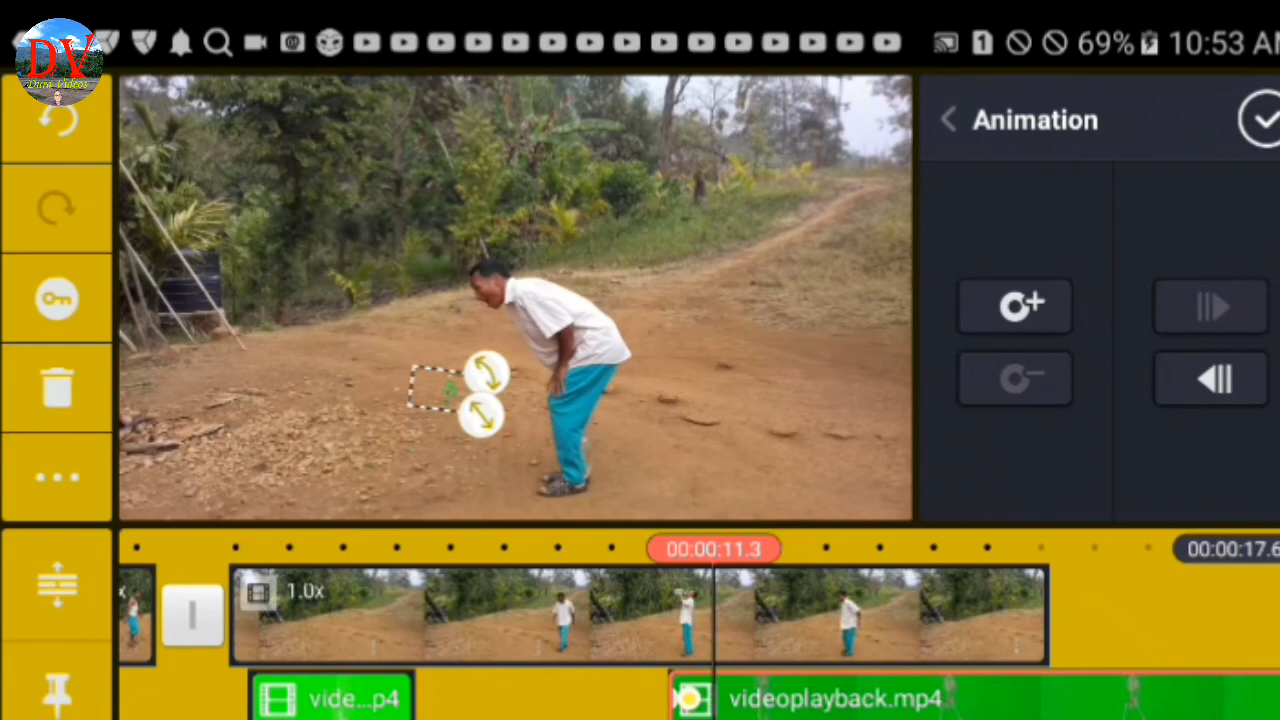 69% 10:53 AM
DV
Dura Videos
Animation
00:00:11.3
00:00:17.6
1.0x
vide...p4
videoplayback.mp4